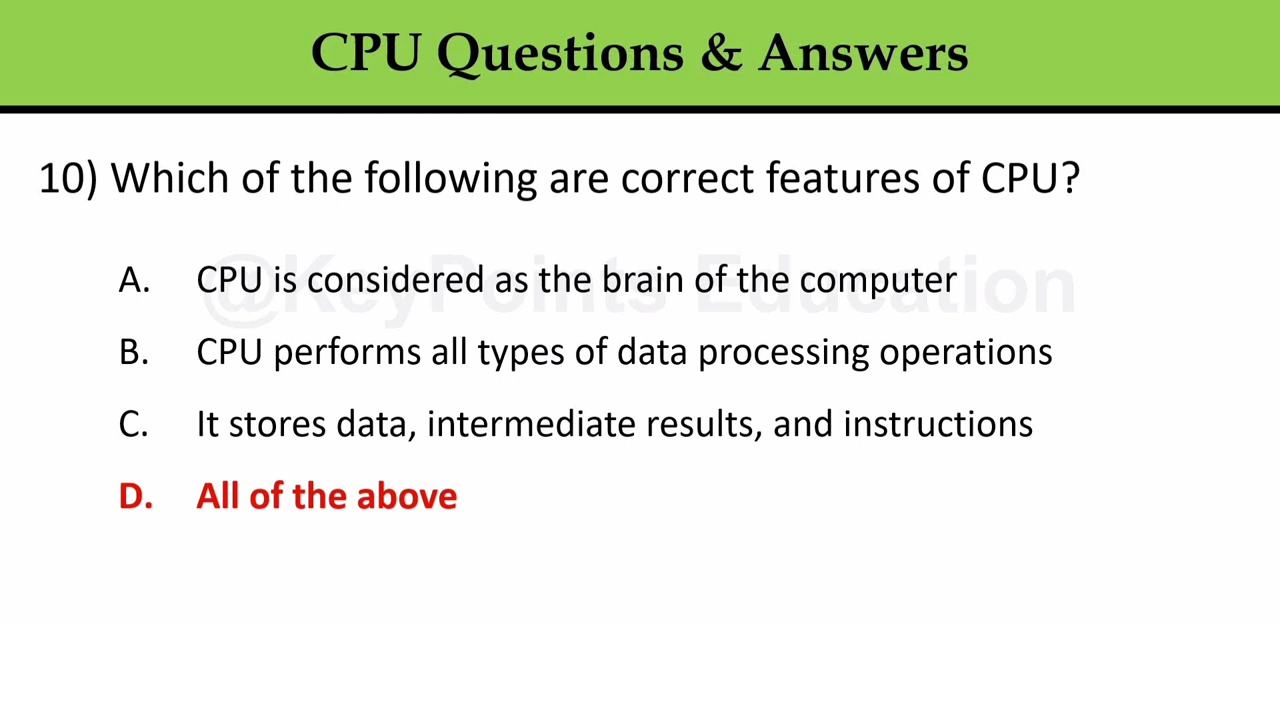 CPU Questions & Answers
10) Which of the following are correct features of CPU?
@KeyPoints Education
A. CPU is considered as the brain of the computer
B. CPU performs all types of data processing operations
C. It stores data, intermediate results, and instructions
D. All of the above